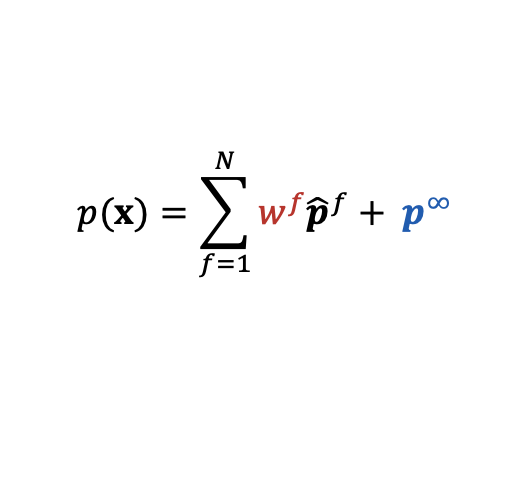 p(𝐱) = ∑_{f=1}^{N} w^f 𝒑̂^f + 𝒑^∞